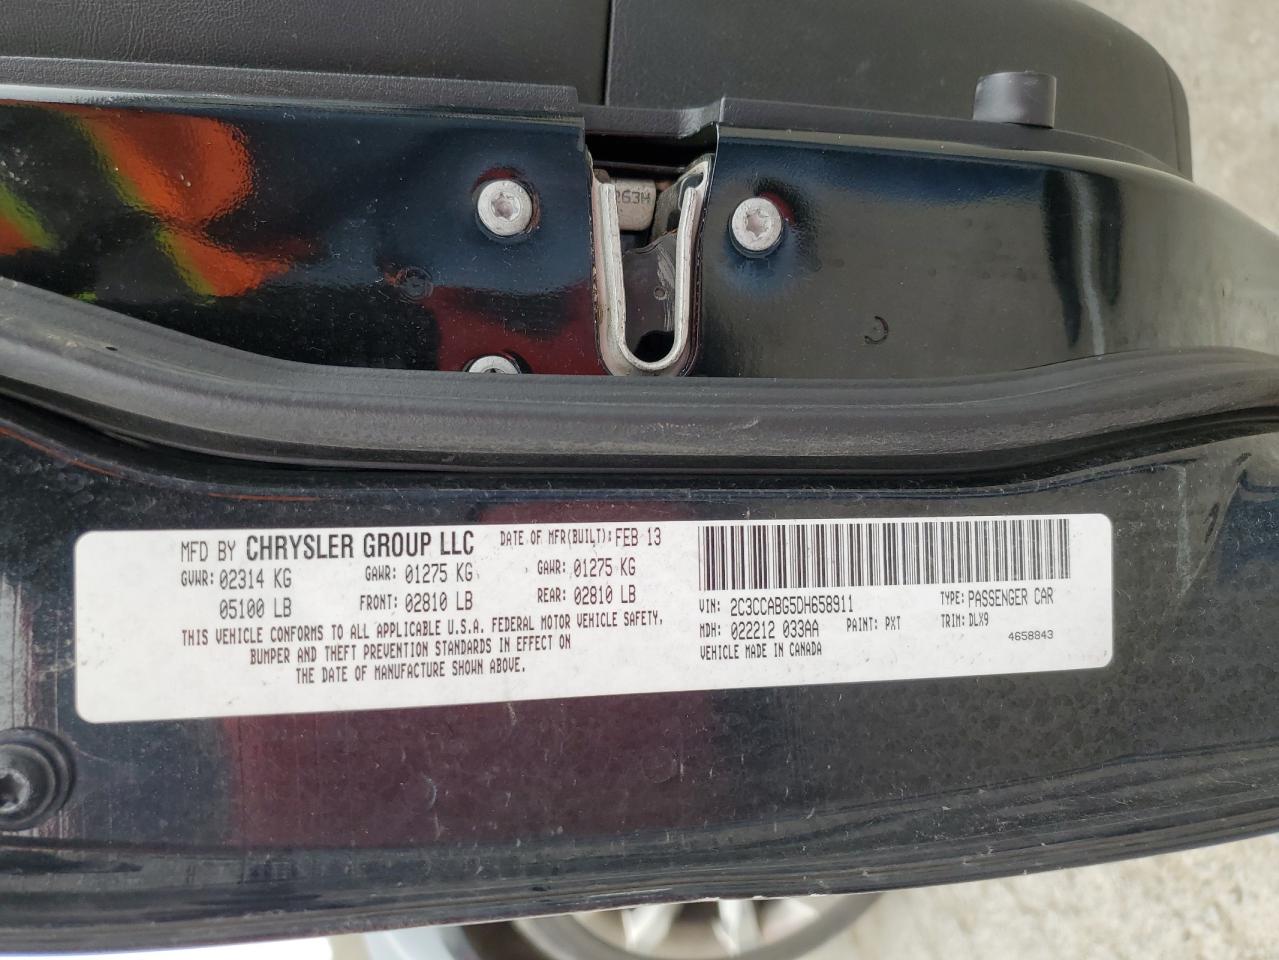 263H
MFD BY CHRYSLER GROUP LLC DATE OF MFR(BUILT): FEB 13
GVWR: 02314 KG GAWR: 01275 KG GAWR: 01275 KG
05100 LB FRONT: 02810 LB REAR: 02810 LB
THIS VEHICLE CONFORMS TO ALL APPLICABLE U.S.A. FEDERAL MOTOR VEHICLE SAFETY,
BUMPER AND THEFT PREVENTION STANDARDS IN EFFECT ON
THE DATE OF MANUFACTURE SHOWN ABOVE.
VIN: 2C3CCABG5DH658911 TYPE: PASSENGER CAR
MDH: 022212 033AA PAINT: PXT TRIM: DLX9
VEHICLE MADE IN CANADA 4658843